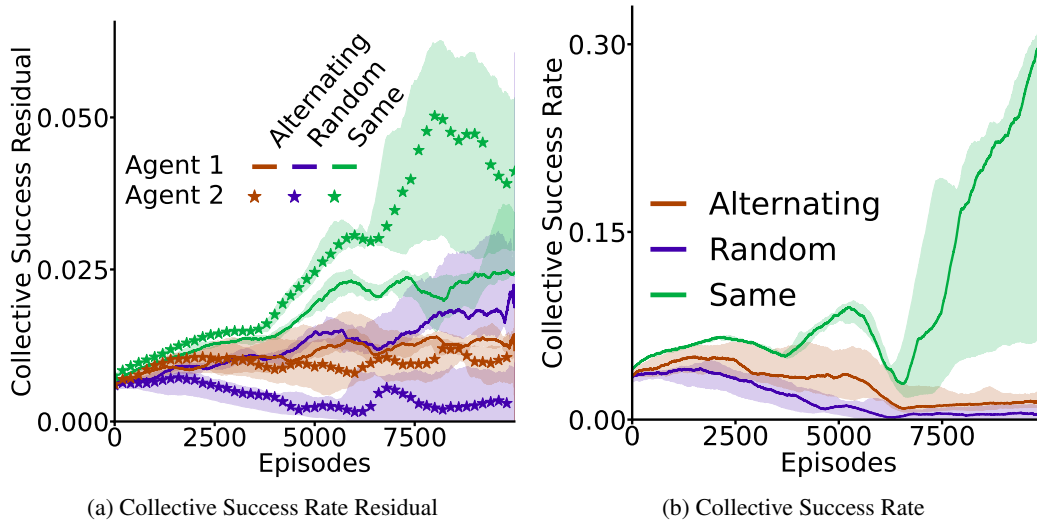 Collective Success Residual
0.050
0.025
0.000
0
2500
5000
7500
Episodes
Alternating
Random
Same
Agent 1
Agent 2
(a) Collective Success Rate Residual
Collective Success Rate
0.30
0.15
0.00
0
2500
5000
7500
Episodes
Alternating
Random
Same
(b) Collective Success Rate